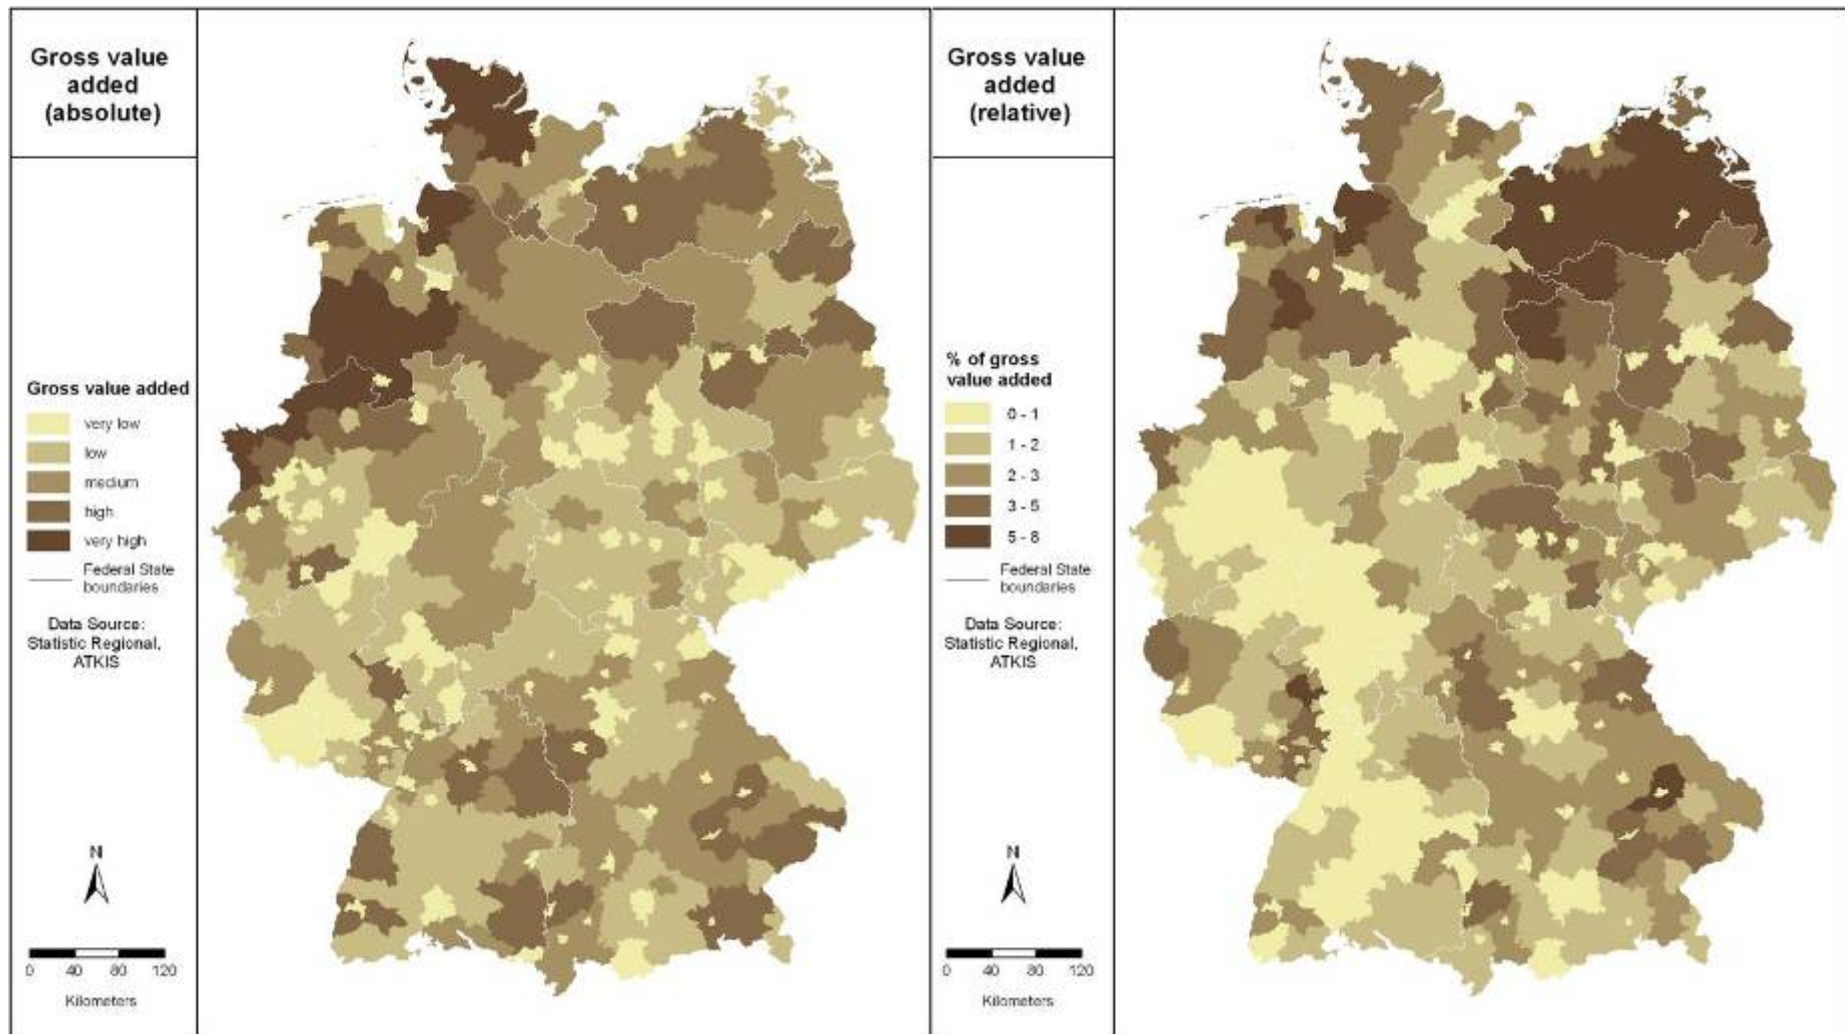 Gross value
added
(absolute)
Gross value added
very low
low
medium
high
very high
Federal State
boundaries
Data Source:
Statistic Regional,
ATKIS
N
0 40 80 120
Kilometers
Gross value
added
(relative)
% of gross
value added
0 - 1
1 - 2
2 - 3
3 - 5
5 - 8
Federal State
boundaries
Data Source:
Statistic Regional,
ATKIS
N
0 40 80 120
Kilometers